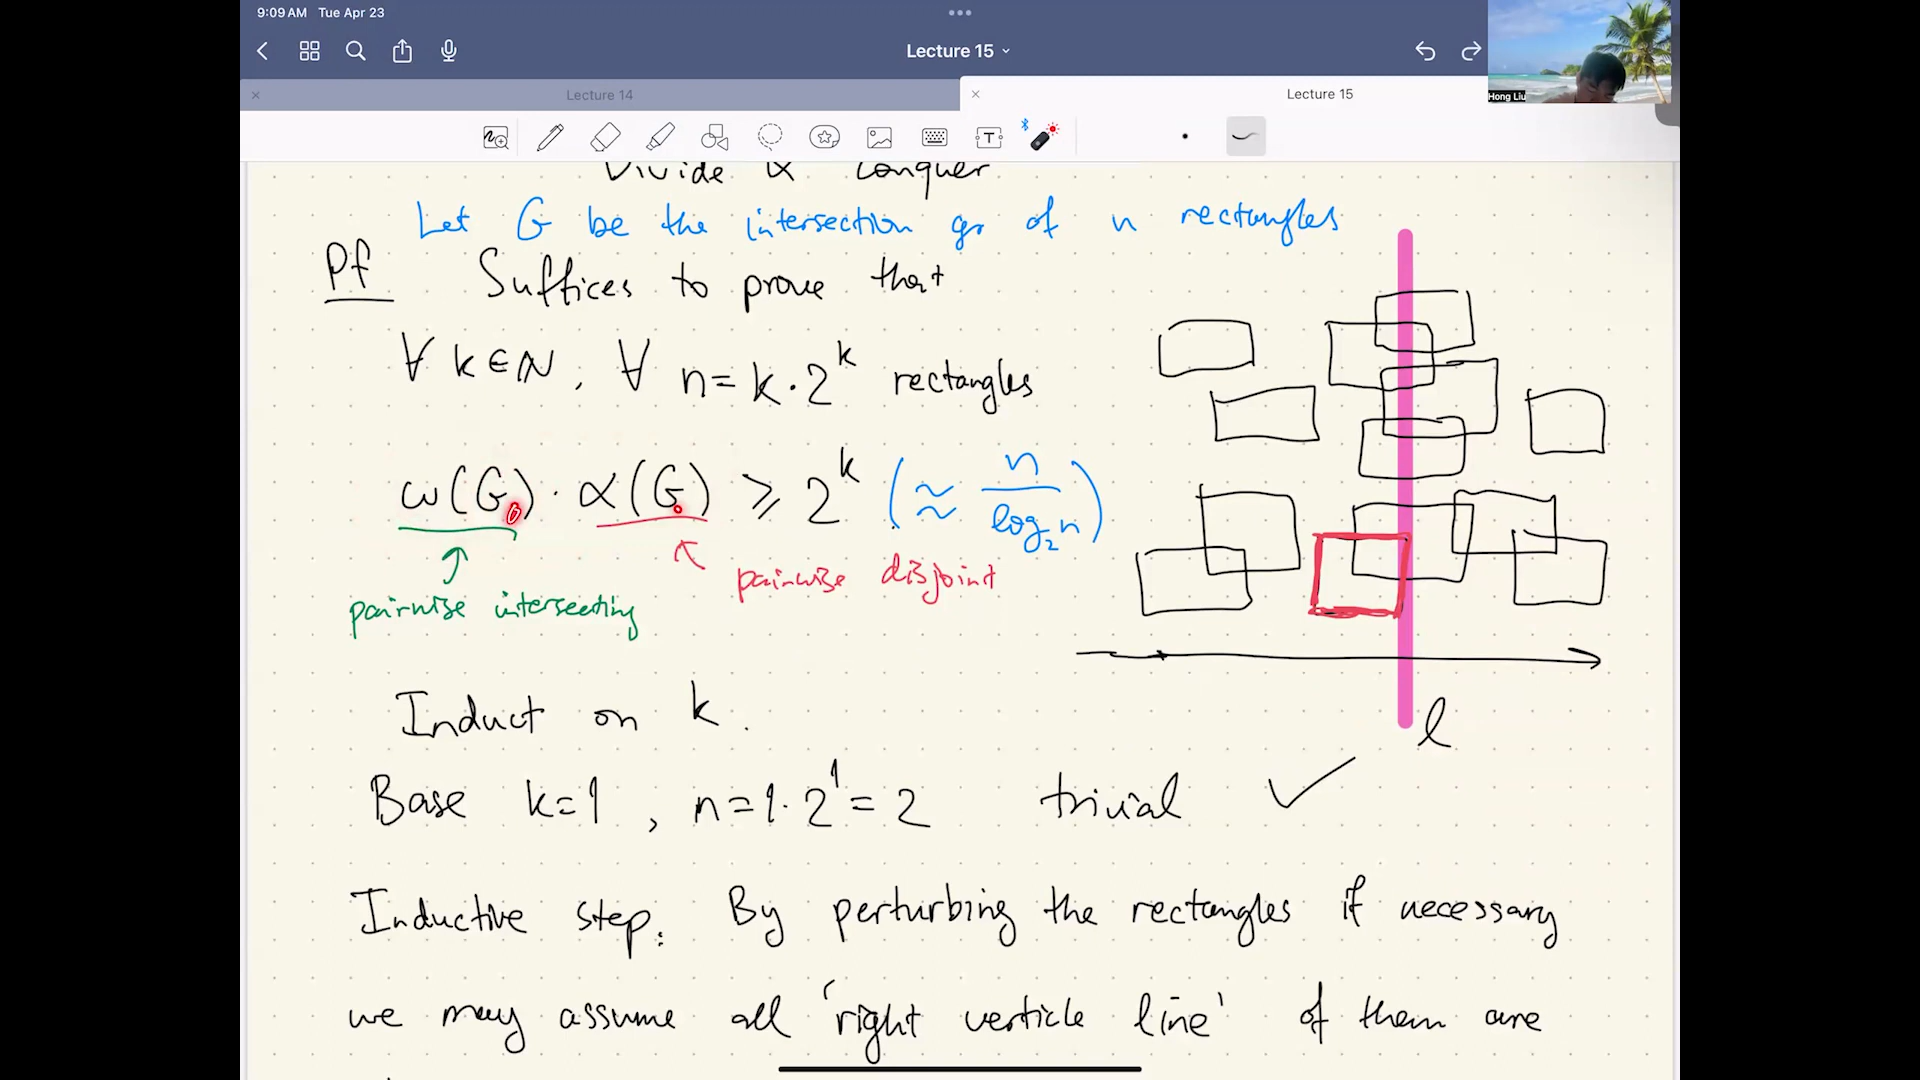 9:09 AM Tue Apr 23
Lecture 15
Hong Liu
Lecture 14
Lecture 15
T
Divide & Conquer
Let G be the intersection gr of n rectangles
Pf Suffices to prove that
∀ k∈N, ∀ n = k·2^k rectangles
ω(G) · α(G) ⩾ 2^k (≈ n / log₂n)
pairwise disjoint
pairwise intersecting
Induct on k.
l
Base k=1, n=1·2^1=2 trivial ✓
Inductive step: By perturbing the rectangles if necessary
we may assume all 'right verticle line' of them are